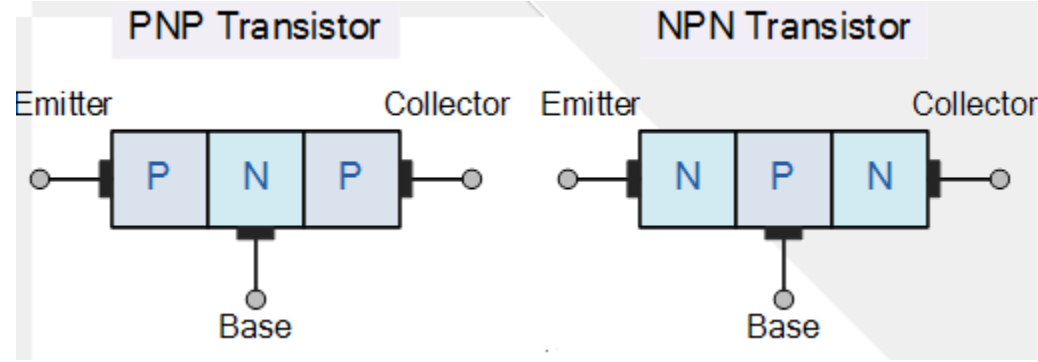 PNP Transistor
NPN Transistor
Emitter
Collector
Emitter
Collector
P N P
N P N
Base
Base